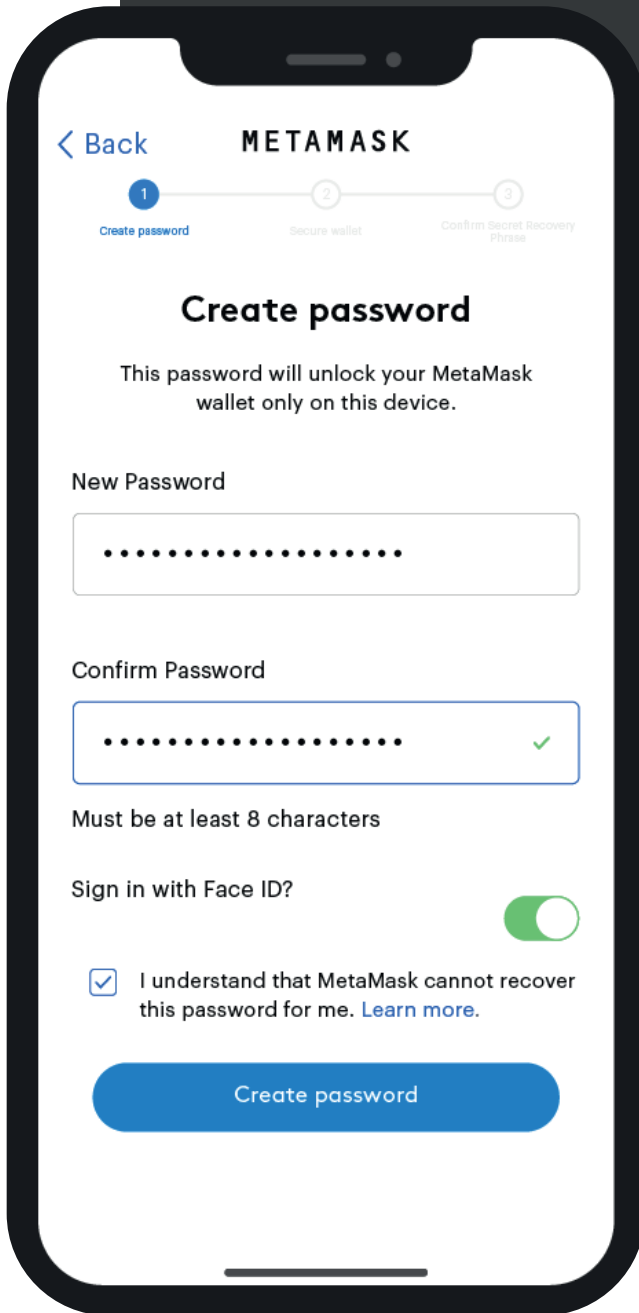 Back
METAMASK
1
2
3
Create password
Secure wallet
Confirm Secret Recovery
Phrase
Create password
This password will unlock your MetaMask
wallet only on this device.
New Password
•••••••••••••••••••
Confirm Password
•••••••••••••••••••
Must be at least 8 characters
Sign in with Face ID?
I understand that MetaMask cannot recover
this password for me. Learn more.
Create password